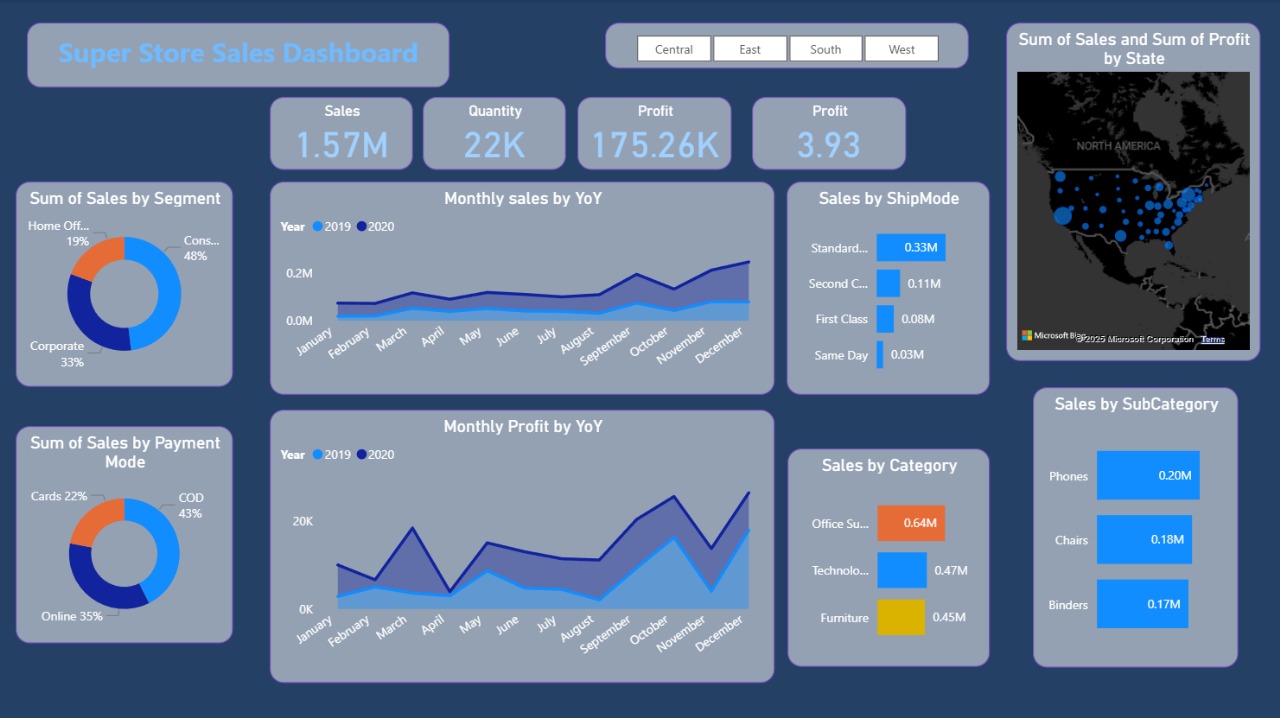 Super Store Sales Dashboard
Central
East
South
West
Sum of Sales and Sum of Profit
by State
NORTH AMERICA
Microsoft Bing
©2025 Microsoft Corporation
Terms
Sales
1.57M
Quantity
22K
Profit
175.26K
Profit
3.93
Sum of Sales by Segment
Home Off...
19%
Cons...
48%
Corporate
33%
Monthly sales by YoY
Year 2019 2020
0.2M
0.0M
January
February
March
April
May
June
July
August
September
October
November
December
Sales by ShipMode
Standard... 0.33M
Second C... 0.11M
First Class 0.08M
Same Day 0.03M
Sum of Sales by Payment
Mode
Cards 22%
COD
43%
Online 35%
Monthly Profit by YoY
Year 2019 2020
20K
0K
January
February
March
April
May
June
July
August
September
October
November
December
Sales by Category
Office Su... 0.64M
Technolo... 0.47M
Furniture 0.45M
Sales by SubCategory
Phones 0.20M
Chairs 0.18M
Binders 0.17M